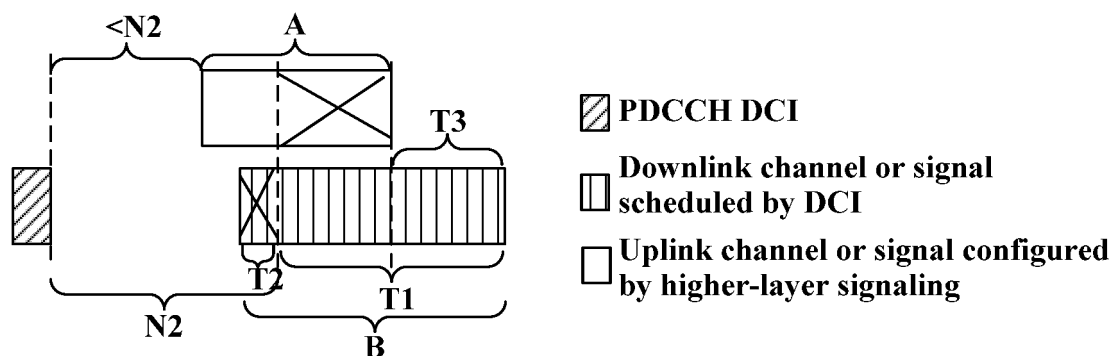 <N2
A
T3
T2
T1
N2
B
PDCCH DCI
Downlink channel or signal
scheduled by DCI
Uplink channel or signal configured
by higher-layer signaling